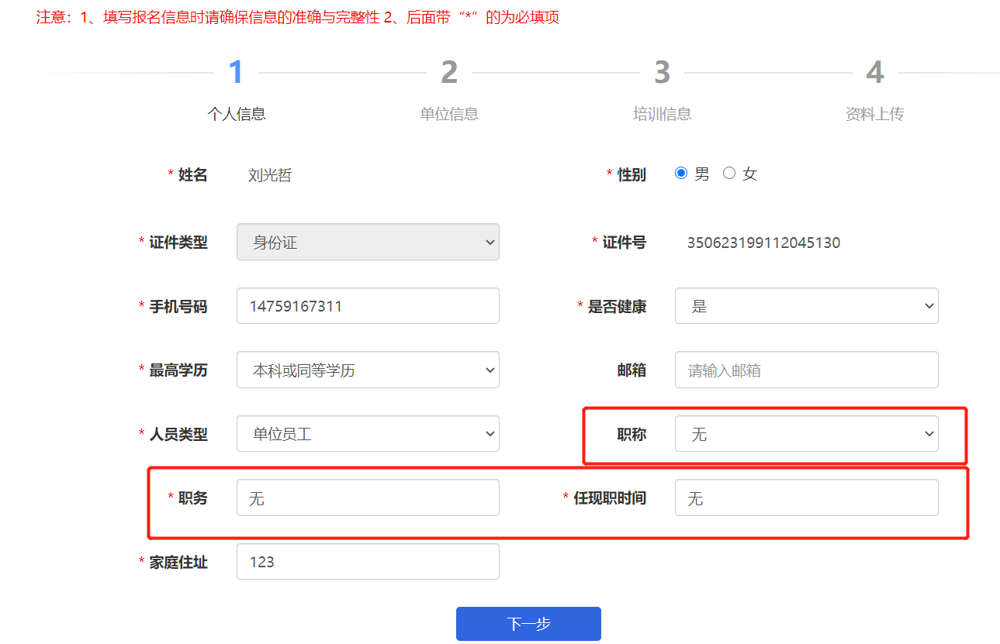 注意：1、填写报名信息时请确保信息的准确与完整性 2、后面带“*”的为必填项
1 2 3 4
个人信息 单位信息 培训信息 资料上传
* 姓名 刘光哲 * 性别 男 女
* 证件类型 身份证 * 证件号 350623199112045130
* 手机号码 14759167311 * 是否健康 是
* 最高学历 本科或同等学历 邮箱 请输入邮箱
* 人员类型 单位员工 职称 无
* 职务 无 * 任现职时间 无
* 家庭住址 123
下一步